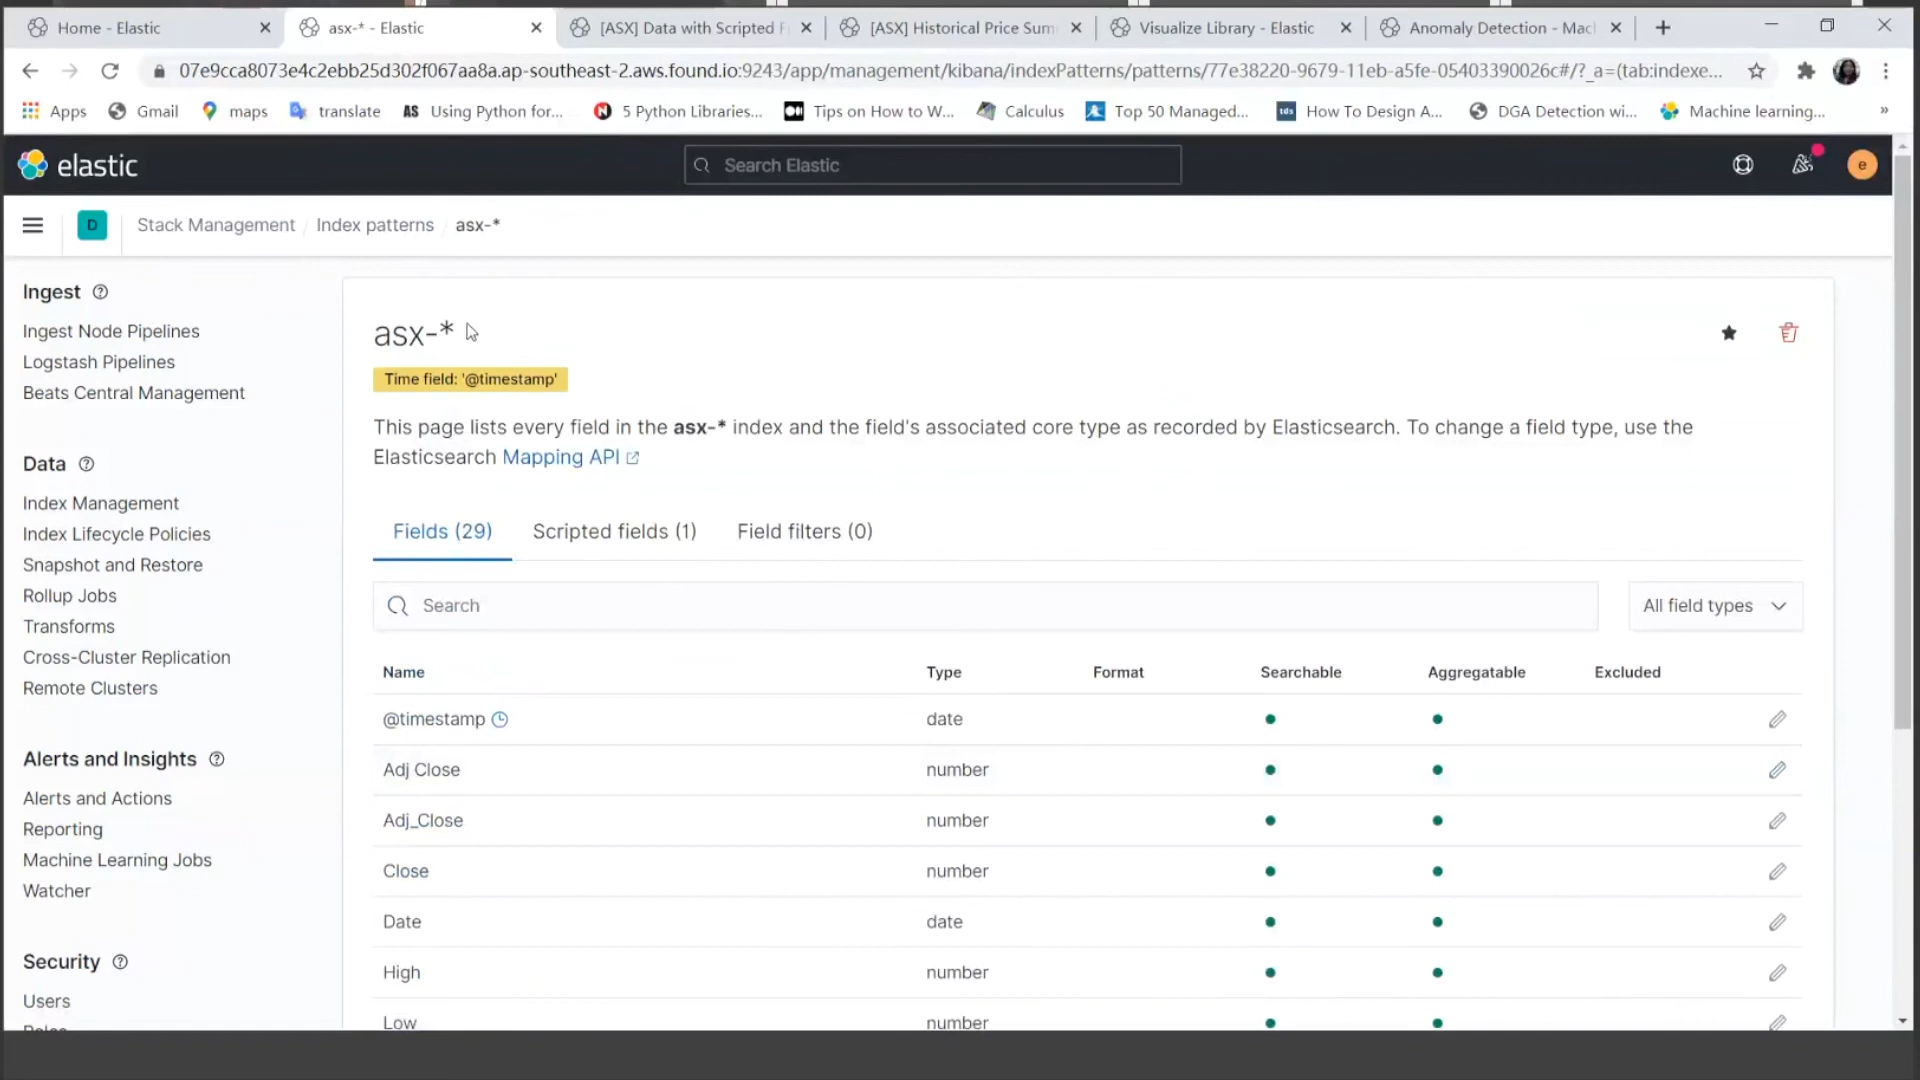 Home - Elastic
asx-* - Elastic
[ASX] Data with Scripted F
[ASX] Historical Price Sum
Visualize Library - Elastic
Anomaly Detection - Mac
07e9cca8073e4c2ebb25d302f067aa8a.ap-southeast-2.aws.found.io:9243/app/management/kibana/indexPatterns/patterns/77e38220-9679-11eb-a5fe-05403390026c#/?_a=(tab:indexe...
Apps
Gmail
maps
translate
AS Using Python for...
N 5 Python Libraries...
Tips on How to W...
Calculus
Top 50 Managed...
tds How To Design A...
DGA Detection wi...
Machine learning...
»
elastic
Search Elastic
e
D
Stack Management / Index patterns / asx-*
Ingest
Ingest Node Pipelines
Logstash Pipelines
Beats Central Management
Data
Index Management
Index Lifecycle Policies
Snapshot and Restore
Rollup Jobs
Transforms
Cross-Cluster Replication
Remote Clusters
Alerts and Insights
Alerts and Actions
Reporting
Machine Learning Jobs
Watcher
Security
Users
Roles
asx-*
Time field: '@timestamp'
This page lists every field in the asx-* index and the field's associated core type as recorded by Elasticsearch. To change a field type, use the
Elasticsearch Mapping API
Fields (29) Scripted fields (1) Field filters (0)
Search
All field types
Name Type Format Searchable Aggregatable Excluded
@timestamp date
Adj Close number
Adj_Close number
Close number
Date date
High number
Low number